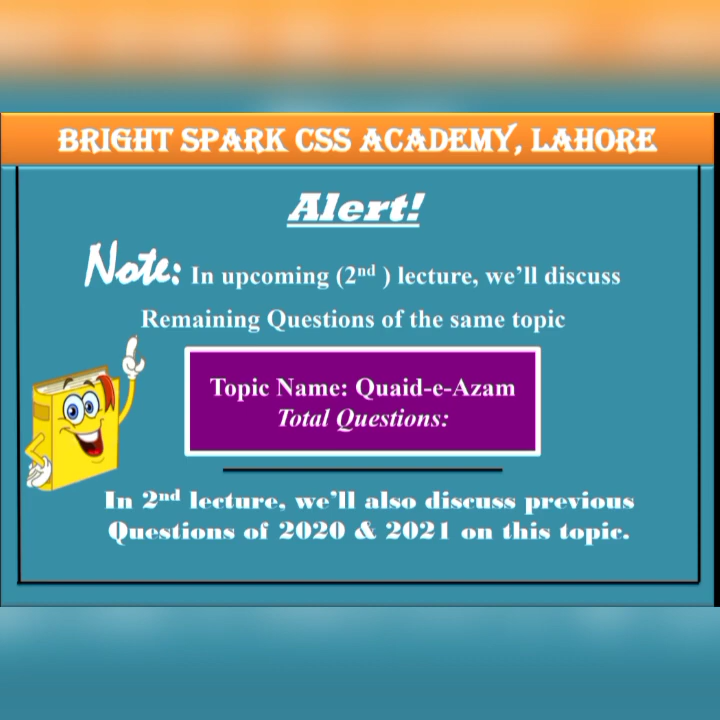 BRIGHT SPARK CSS ACADEMY, LAHORE
Alert!
Note: In upcoming (2nd ) lecture, we'll discuss
Remaining Questions of the same topic
Topic Name: Quaid-e-Azam
Total Questions:
In 2nd lecture, we'll also discuss previous
Questions of 2020 & 2021 on this topic.